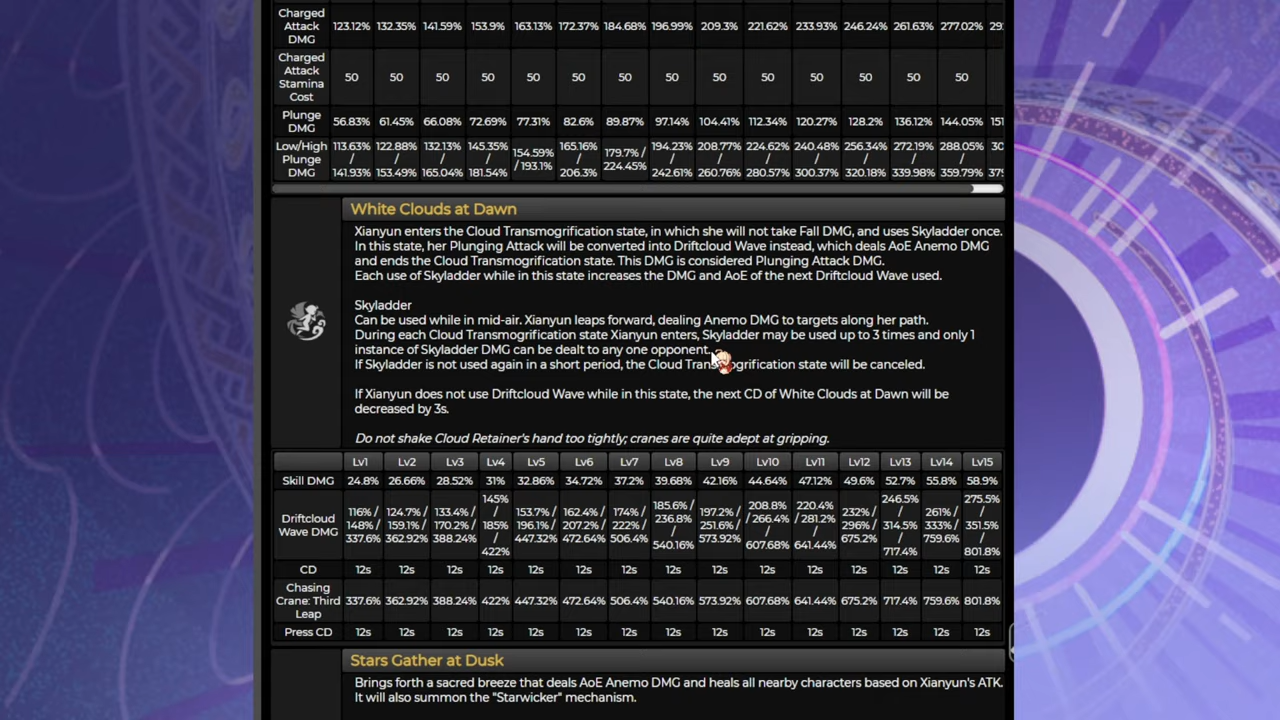 Charged Attack DMG 123.12% 132.35% 141.59% 153.9% 163.13% 172.37% 184.68% 196.99% 209.3% 221.62% 233.93% 246.24% 261.63% 277.02%
Charged Attack Stamina Cost 50 50 50 50 50 50 50 50 50 50 50 50 50 50
Plunge DMG 56.83% 61.45% 66.08% 72.69% 77.31% 82.6% 89.87% 97.14% 104.41% 112.34% 120.27% 128.2% 136.12% 144.05%
Low/High Plunge DMG 113.63% / 141.93% 122.88% / 153.49% 132.13% / 165.04% 145.35% / 181.54% 154.59% / 193.1% 165.16% / 206.3% 179.7% / 224.45% 194.23% / 242.61% 208.77% / 260.76% 224.62% / 280.57% 240.48% / 300.37% 256.34% / 320.18% 272.19% / 339.98% 288.05% / 359.79%
White Clouds at Dawn
Xianyun enters the Cloud Transmogrification state, in which she will not take Fall DMG, and uses Skyladder once.
In this state, her Plunging Attack will be converted into Driftcloud Wave instead, which deals AoE Anemo DMG
and ends the Cloud Transmogrification state. This DMG is considered Plunging Attack DMG.
Each use of Skyladder while in this state increases the DMG and AoE of the next Driftcloud Wave used.
Skyladder
Can be used while in mid-air. Xianyun leaps forward, dealing Anemo DMG to targets along her path.
During each Cloud Transmogrification state Xianyun enters, Skyladder may be used up to 3 times and only 1
instance of Skyladder DMG can be dealt to any one opponent.
If Skyladder is not used again in a short period, the Cloud Transmogrification state will be canceled.
If Xianyun does not use Driftcloud Wave while in this state, the next CD of White Clouds at Dawn will be
decreased by 3s.
Do not shake Cloud Retainer's hand too tightly; cranes are quite adept at gripping.
Lv1 Lv2 Lv3 Lv4 Lv5 Lv6 Lv7 Lv8 Lv9 Lv10 Lv11 Lv12 Lv13 Lv14 Lv15
Skill DMG 24.8% 26.66% 28.52% 31% 32.86% 34.72% 37.2% 39.68% 42.16% 44.64% 47.12% 49.6% 52.7% 55.8% 58.9%
Driftcloud Wave DMG 116% / 148% / 337.6% 124.7% / 159.1% / 362.92% 133.4% / 170.2% / 388.24% 145% / 185% / 422% 153.7% / 196.1% / 447.32% 162.4% / 207.2% / 472.64% 174% / 222% / 506.4% 185.6% / 236.8% / 540.16% 197.2% / 251.6% / 573.92% 208.8% / 266.4% / 607.68% 220.4% / 281.2% / 641.44% 232% / 296% / 675.2% 246.5% / 314.5% / 717.4% 261% / 333% / 759.6% 275.5% / 351.5% / 801.8%
CD 12s 12s 12s 12s 12s 12s 12s 12s 12s 12s 12s 12s 12s 12s 12s
Chasing Crane: Third Leap 337.6% 362.92% 388.24% 422% 447.32% 472.64% 506.4% 540.16% 573.92% 607.68% 641.44% 675.2% 717.4% 759.6% 801.8%
Press CD 12s 12s 12s 12s 12s 12s 12s 12s 12s 12s 12s 12s 12s 12s 12s
Stars Gather at Dusk
Brings forth a sacred breeze that deals AoE Anemo DMG and heals all nearby characters based on Xianyun's ATK.
It will also summon the "Starwicker" mechanism.